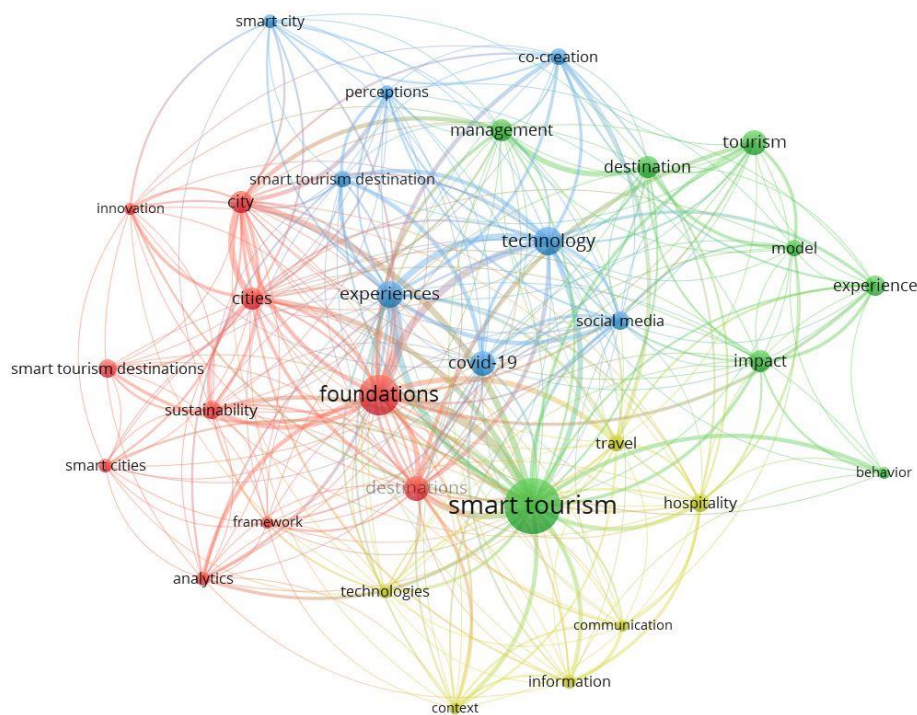 smart city
co-creation
perceptions
management
tourism
destination
smart tourism destination
innovation
city
technology
model
experience
experiences
cities
social media
covid-19
impact
smart tourism destinations
foundations
sustainability
travel
smart cities
behavior
destinations
smart tourism
hospitality
framework
analytics
technologies
communication
information
context